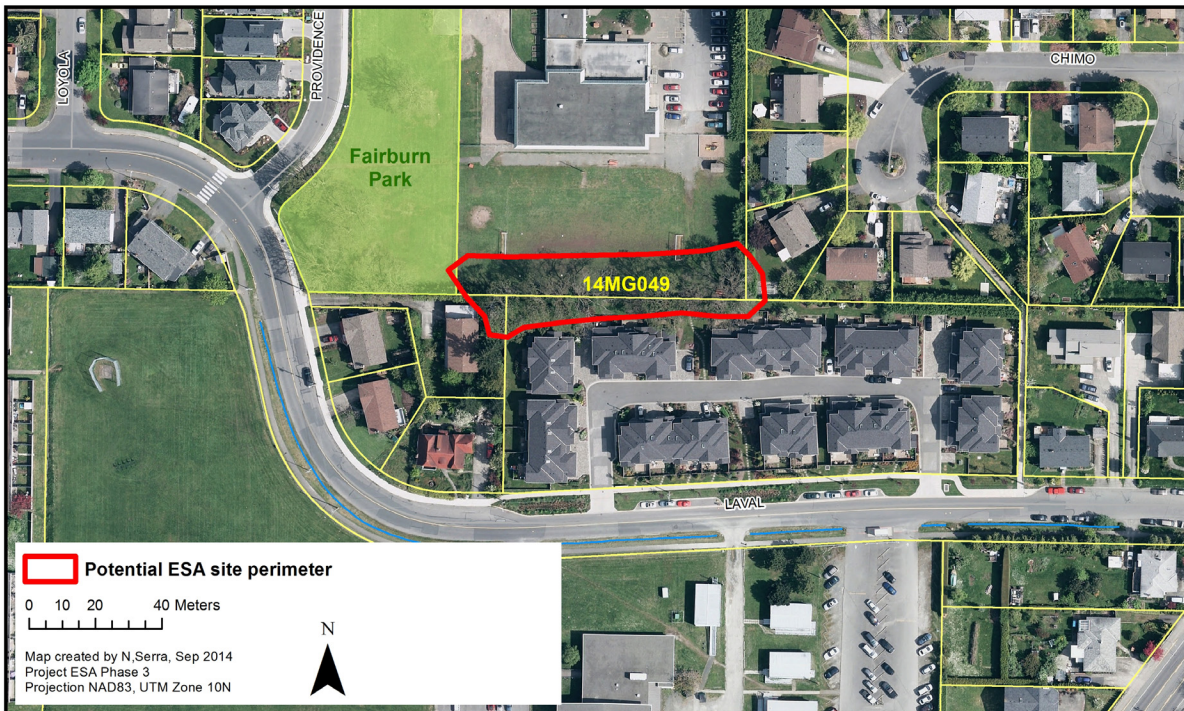 LOYOLA
PROVIDENCE
CHIMO
Fairburn
Park
14MG049
LAVAL
Potential ESA site perimeter
0 10 20 40 Meters
N
Map created by N,Serra, Sep 2014
Project ESA Phase 3
Projection NAD83, UTM Zone 10N